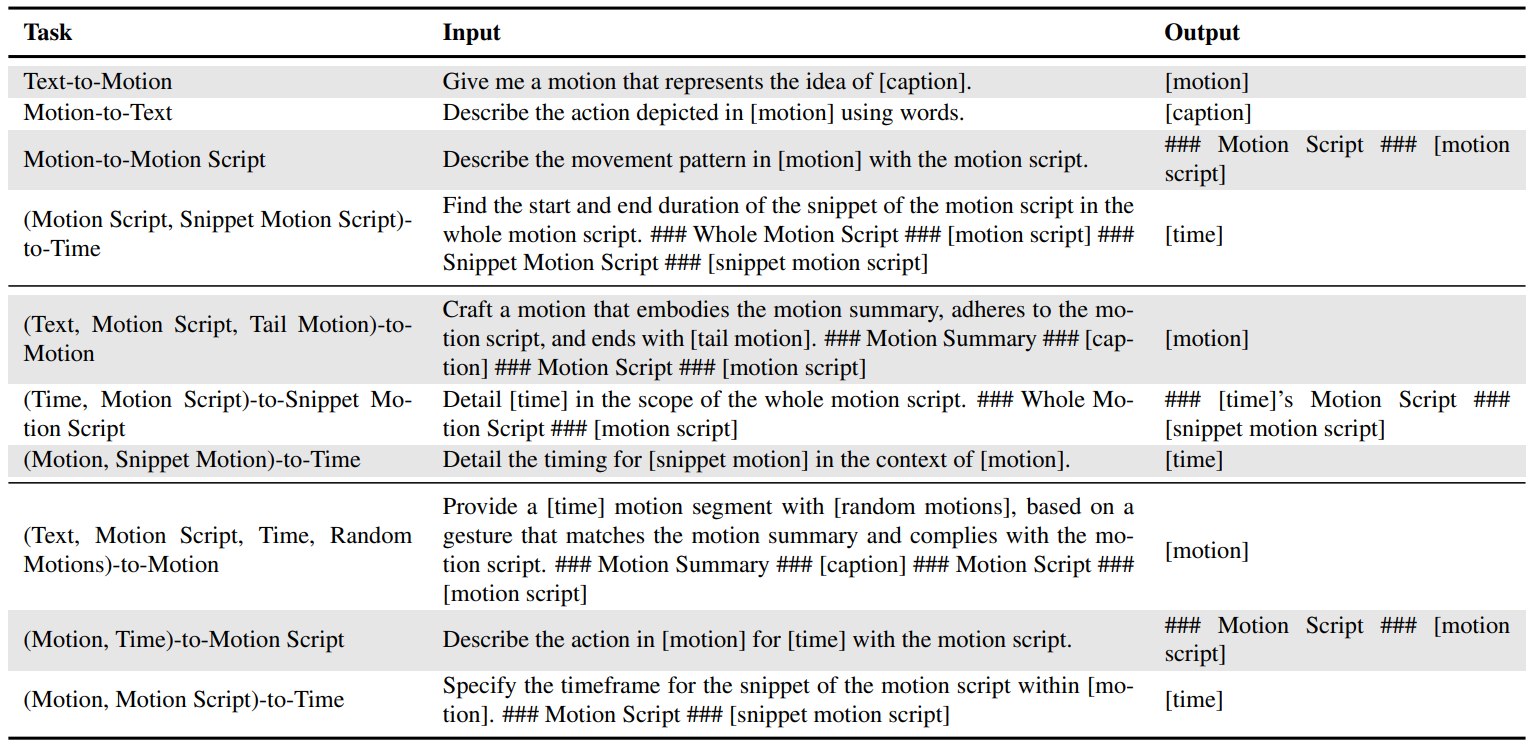 Task Input Output
Text-to-Motion Give me a motion that represents the idea of [caption]. [motion]
Motion-to-Text Describe the action depicted in [motion] using words. [caption]
Motion-to-Motion Script Describe the movement pattern in [motion] with the motion script. ### Motion Script ### [motion
script]
(Motion Script, Snippet Motion Script)-
to-Time
Find the start and end duration of the snippet of the motion script in the
whole motion script. ### Whole Motion Script ### [motion script] ###
Snippet Motion Script ### [snippet motion script]
[time]
(Text, Motion Script, Tail Motion)-to-
Motion
Craft a motion that embodies the motion summary, adheres to the mo-
tion script, and ends with [tail motion]. ### Motion Summary ### [cap-
tion] ### Motion Script ### [motion script]
[motion]
(Time, Motion Script)-to-Snippet Mo-
tion Script
Detail [time] in the scope of the whole motion script. ### Whole Mo-
tion Script ### [motion script]
### [time]'s Motion Script ###
[snippet motion script]
(Motion, Snippet Motion)-to-Time Detail the timing for [snippet motion] in the context of [motion]. [time]
(Text, Motion Script, Time, Random
Motions)-to-Motion
Provide a [time] motion segment with [random motions], based on a
gesture that matches the motion summary and complies with the mo-
tion script. ### Motion Summary ### [caption] ### Motion Script ###
[motion script]
[motion]
(Motion, Time)-to-Motion Script Describe the action in [motion] for [time] with the motion script. ### Motion Script ### [motion
script]
(Motion, Motion Script)-to-Time
Specify the timeframe for the snippet of the motion script within [mo-
tion]. ### Motion Script ### [snippet motion script]
[time]